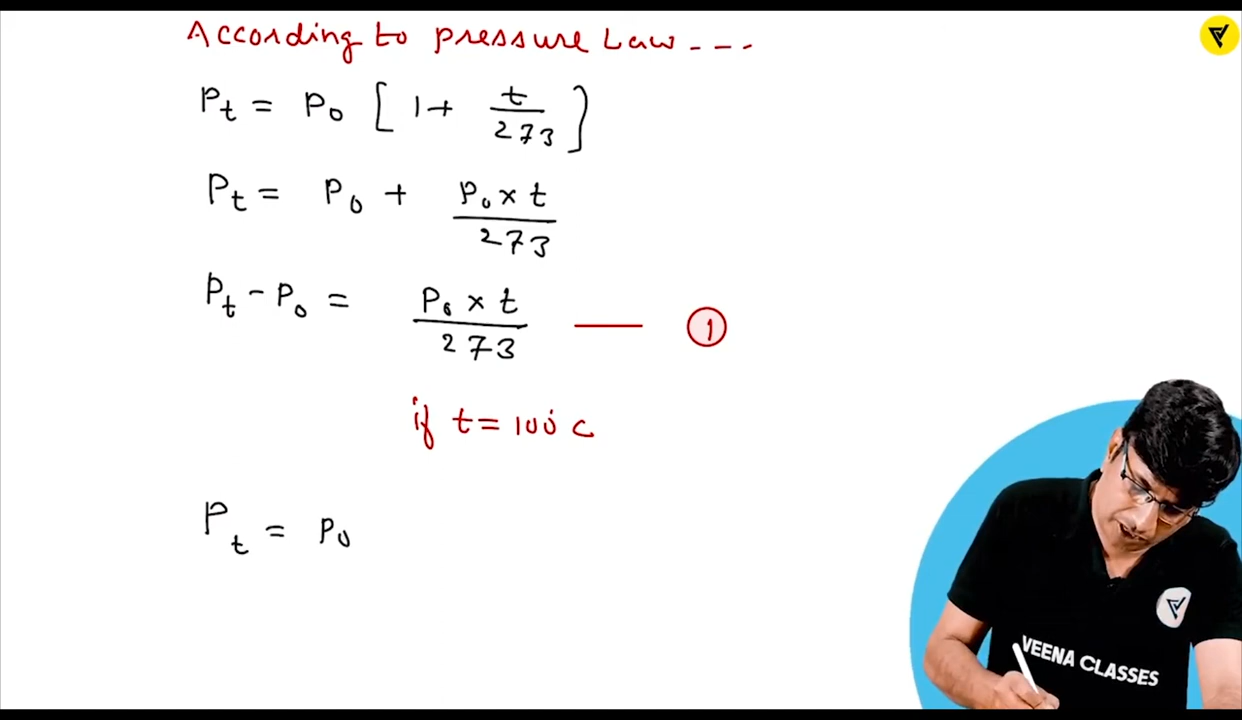 According to pressure Law ---
Pt = P0 [ 1 + t/273 ]
Pt = P0 + P0 × t/273
Pt - P0 = P0 × t/273 —— ①
if t = 100° C
Pt = P0
VEENA CLASSES